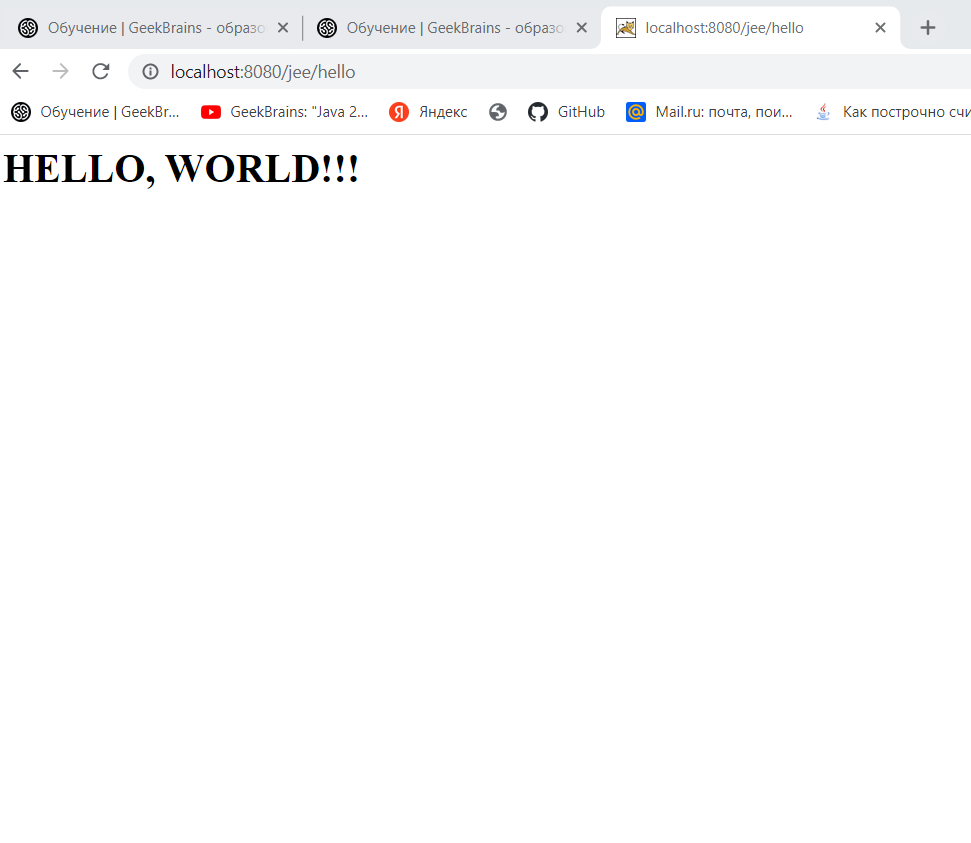 Обучение | GeekBrains - образо
Обучение | GeekBrains - образо
localhost:8080/jee/hello
localhost:8080/jee/hello
Обучение | GeekBr...
GeekBrains: "Java 2...
Яндекс
GitHub
Mail.ru: почта, пои...
Как построчно счи
HELLO, WORLD!!!